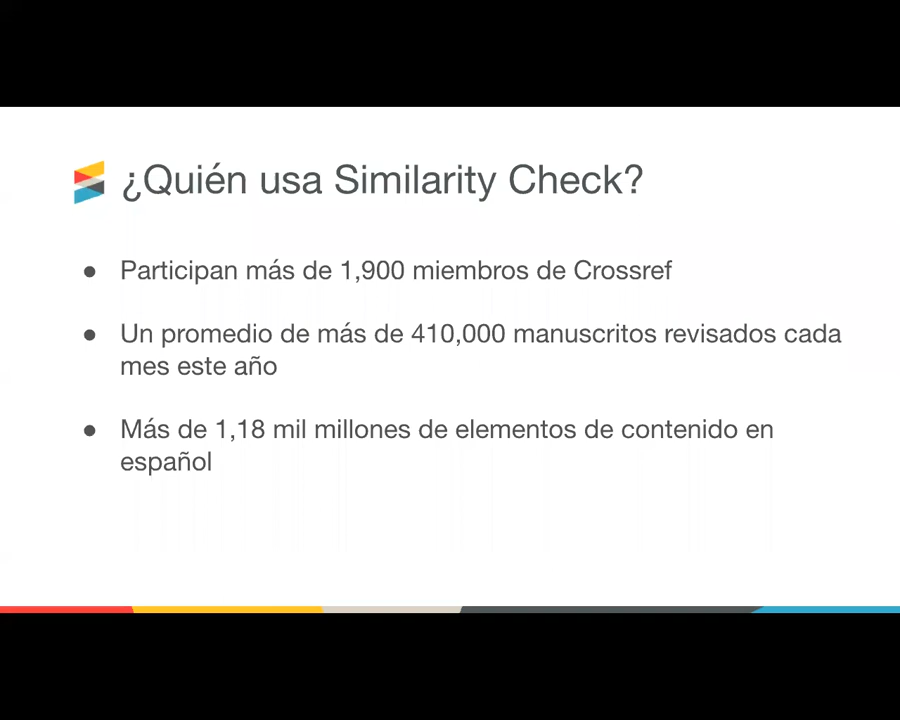 ¿Quién usa Similarity Check?
● Participan más de 1,900 miembros de Crossref
● Un promedio de más de 410,000 manuscritos revisados cada
mes este año
● Más de 1,18 mil millones de elementos de contenido en
español